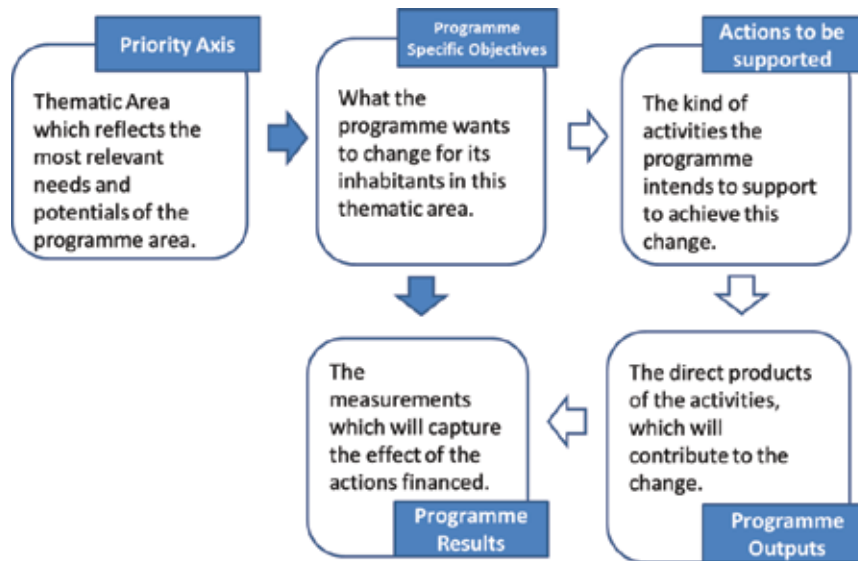 Priority Axis
Thematic Area
which reflects the
most relevant
needs and
potentials of the
programme area.
Programme
Specific Objectives
What the
programme wants
to change for its
inhabitants in this
thematic area.
Actions to be
supported
The kind of
activities the
programme
intends to support
to achieve this
change.
The
measurements
which will capture
the effect of the
actions financed.
Programme
Results
The direct products
of the activities,
which will
contribute to the
change.
Programme
Outputs